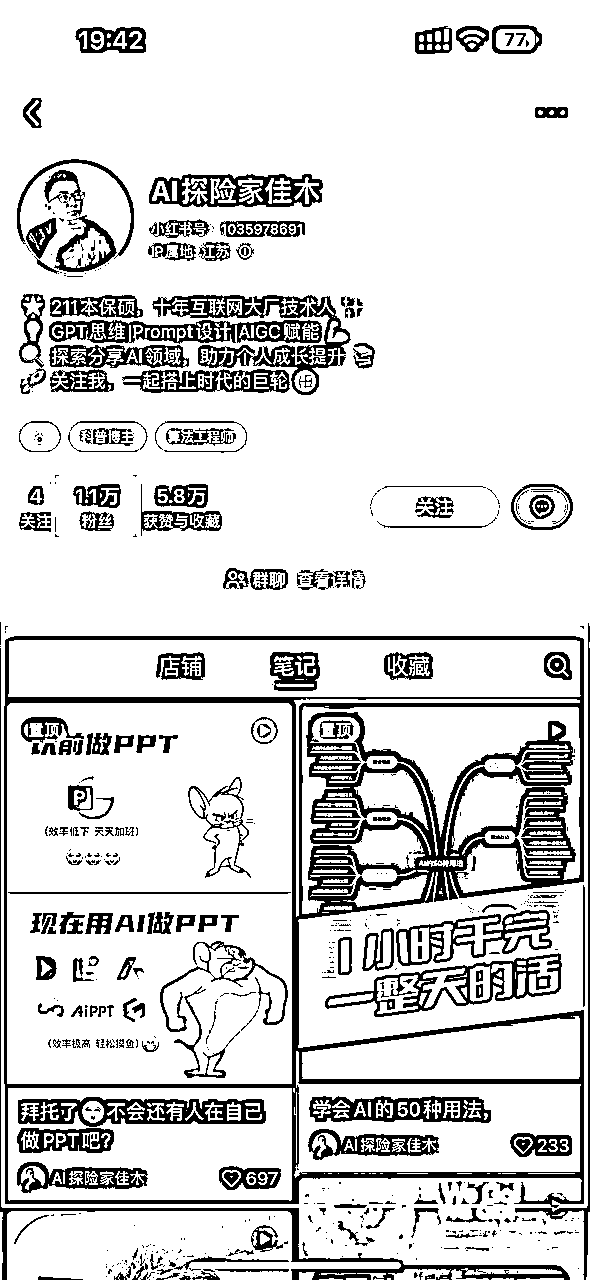 19:42
77
AI探险家佳木
小红书号：1035978691
IP属地：江苏
211本保硕，十年互联网大厂技术人
GPT思维|Prompt设计|AIGC赋能
探索分享AI领域，助力个人成长提升
关注我，一起搭上时代的巨轮
科普博主
算法工程师
4
1.1万
5.8万
关注
粉丝
获赞与收藏
关注
群聊 查看详情
店铺
笔记
收藏
置顶
以前做PPT
(效率低下 天天加班)
现在用AI做PPT
AiPPT
(效率极高 轻松摸鱼)
拜托了不会还有人在自己
做PPT吧？
AI探险家佳木
697
置顶
1小时干完
一整天的活
学会AI的50种用法，
AI探险家佳木
233